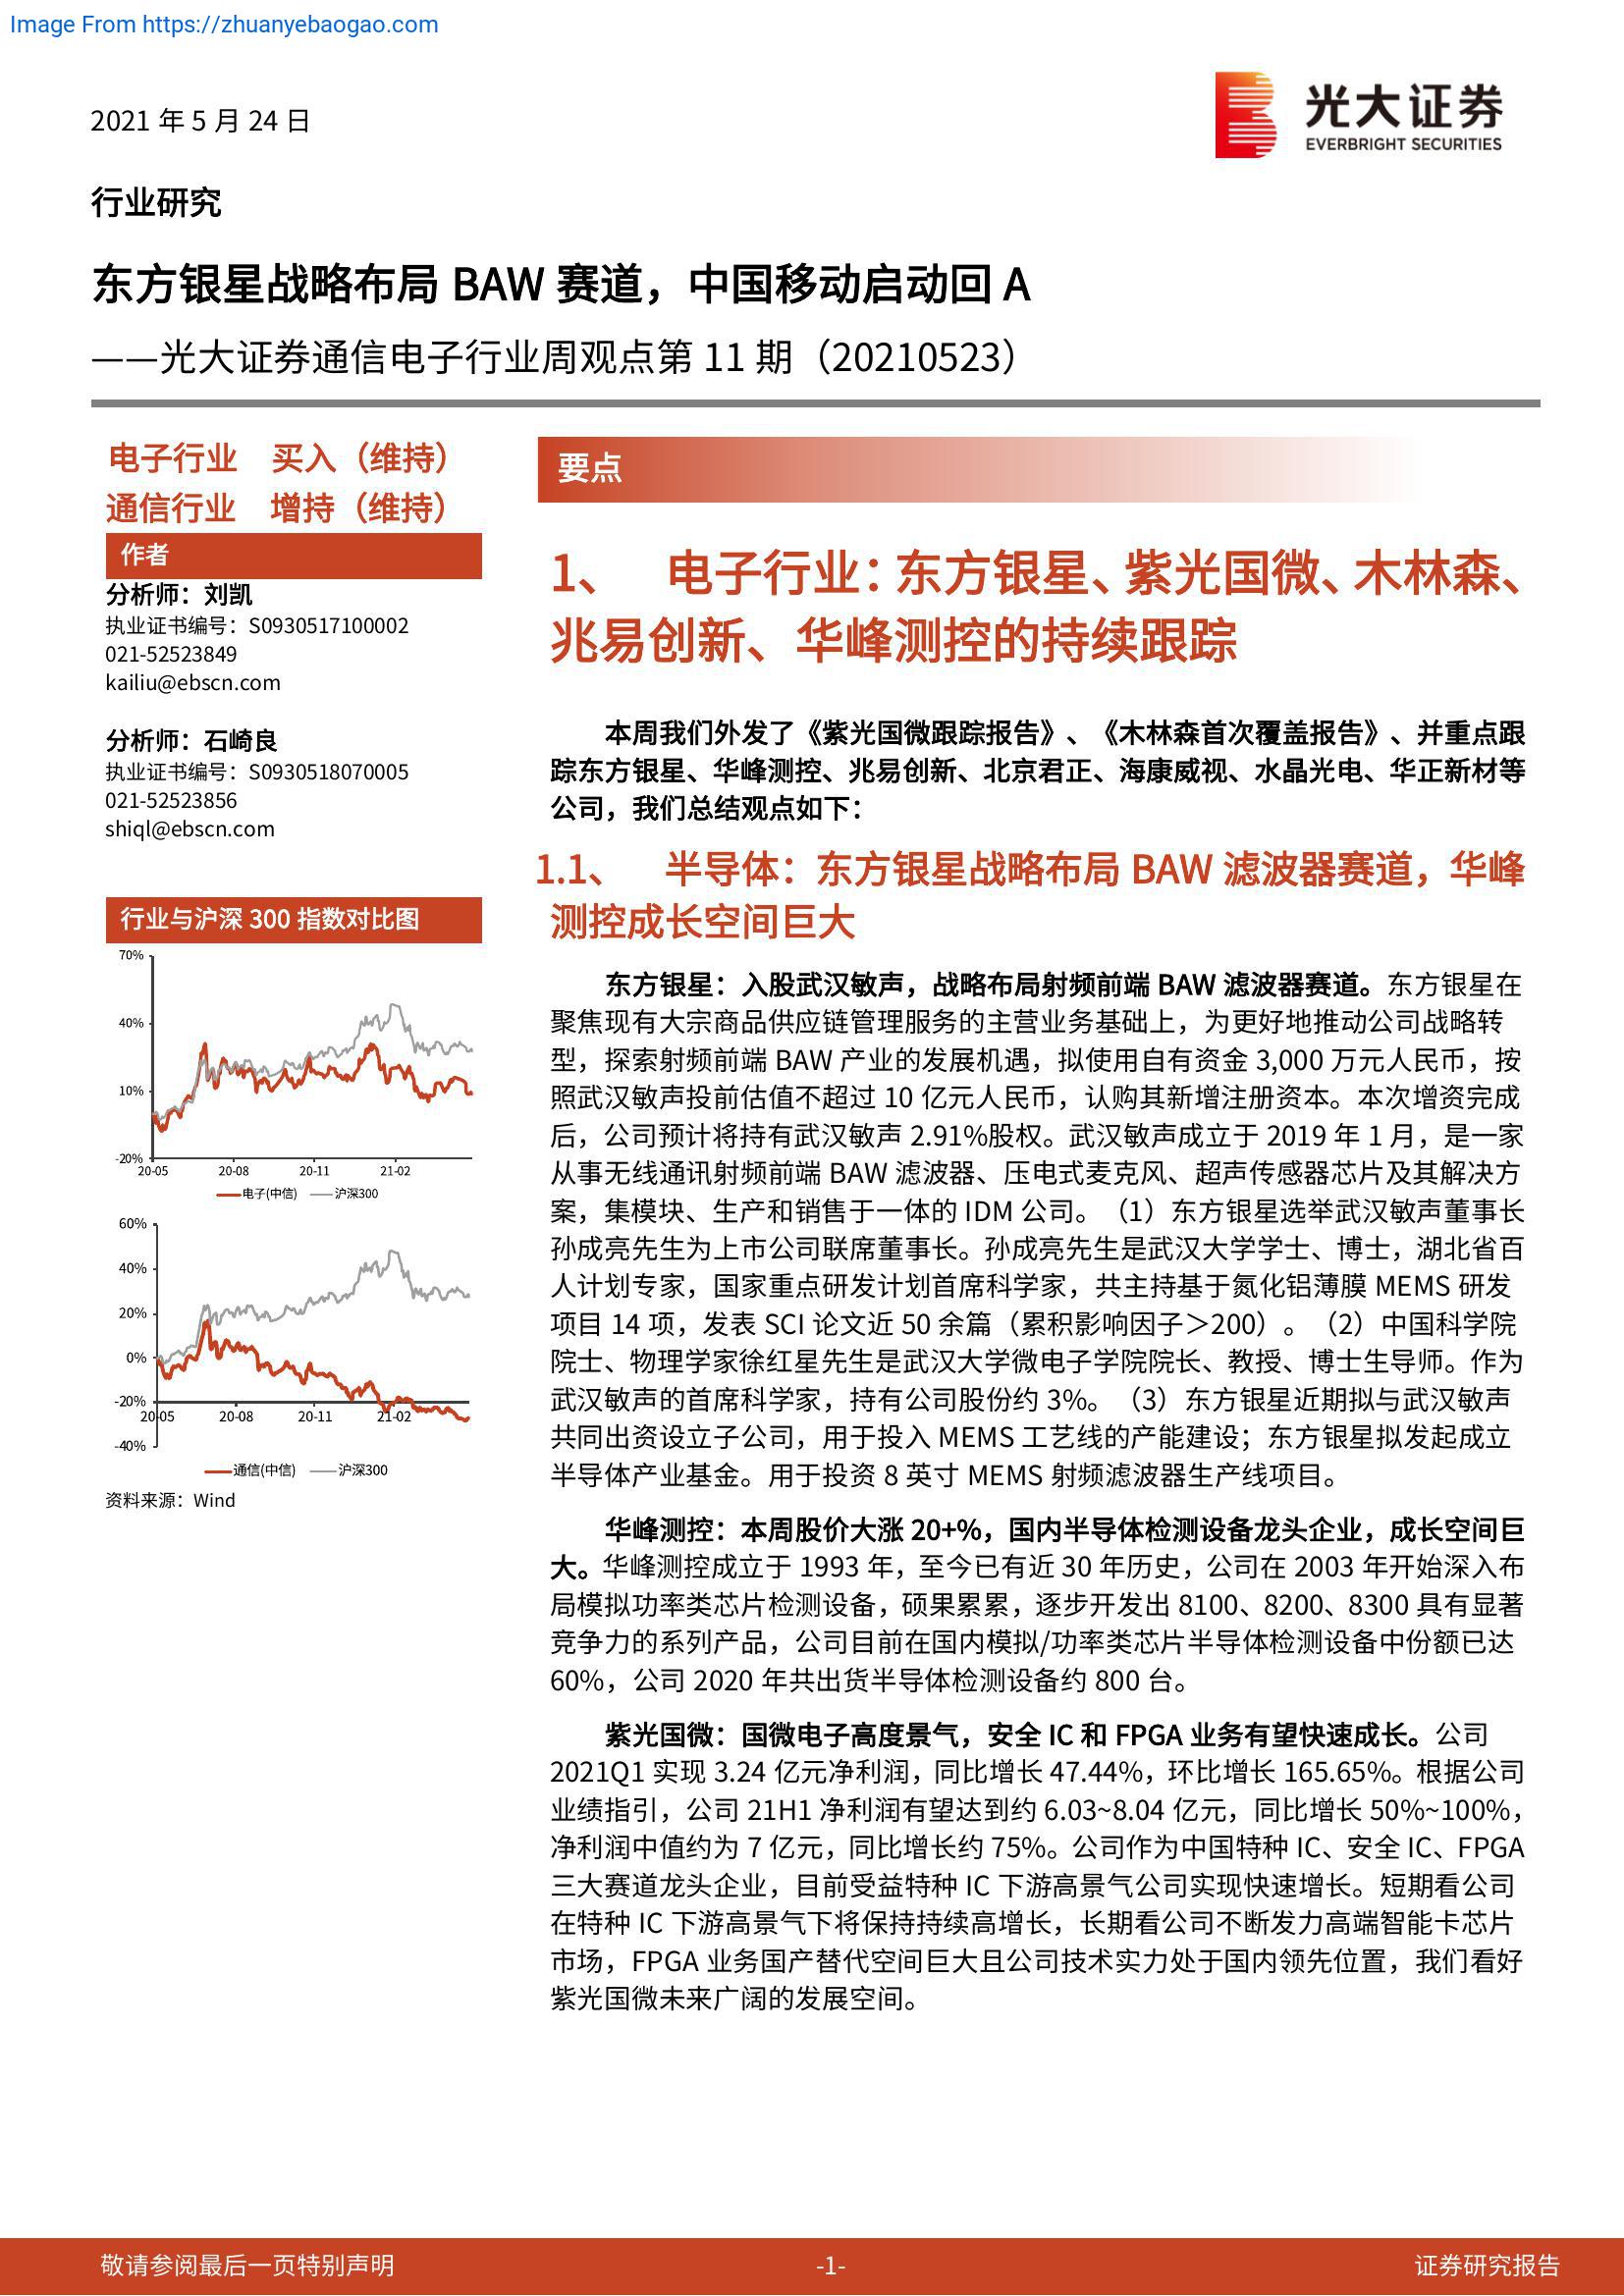 Image From https://zhuanyebaogao.com
2021 年 5 月 24 日
光大证券
EVERBRIGHT SECURITIES
行业研究
东方银星战略布局 BAW 赛道，中国移动启动回 A
——光大证券通信电子行业周观点第 11 期（20210523）
电子行业 买入（维持）
通信行业 增持（维持）
作者
分析师：刘凯
执业证书编号：S0930517100002
021-52523849
kailiu@ebscn.com
分析师：石崎良
执业证书编号：S0930518070005
021-52523856
shiql@ebscn.com
行业与沪深 300 指数对比图
70%
40%
10%
-20%
20-05 20-08 20-11 21-02
电子(中信) 沪深300
60%
40%
20%
0%
-20%
20-05 20-08 20-11 21-02
-40%
通信(中信) 沪深300
资料来源：Wind
要点
1、 电子行业：东方银星、紫光国微、木林森、
兆易创新、华峰测控的持续跟踪
本周我们外发了《紫光国微跟踪报告》、《木林森首次覆盖报告》、并重点跟
踪东方银星、华峰测控、兆易创新、北京君正、海康威视、水晶光电、华正新材等
公司，我们总结观点如下：
1.1、 半导体：东方银星战略布局 BAW 滤波器赛道，华峰
测控成长空间巨大
东方银星：入股武汉敏声，战略布局射频前端 BAW 滤波器赛道。东方银星在
聚焦现有大宗商品供应链管理服务的主营业务基础上，为更好地推动公司战略转
型，探索射频前端 BAW 产业的发展机遇，拟使用自有资金 3,000 万元人民币，按
照武汉敏声投前估值不超过 10 亿元人民币，认购其新增注册资本。本次增资完成
后，公司预计将持有武汉敏声 2.91%股权。武汉敏声成立于 2019 年 1 月，是一家
从事无线通讯射频前端 BAW 滤波器、压电式麦克风、超声传感器芯片及其解决方
案，集模块、生产和销售于一体的 IDM 公司。（1）东方银星选举武汉敏声董事长
孙成亮先生为上市公司联席董事长。孙成亮先生是武汉大学学士、博士，湖北省百
人计划专家，国家重点研发计划首席科学家，共主持基于氮化铝薄膜 MEMS 研发
项目 14 项，发表 SCI 论文近 50 余篇（累积影响因子＞200）。（2）中国科学院
院士、物理学家徐红星先生是武汉大学微电子学院院长、教授、博士生导师。作为
武汉敏声的首席科学家，持有公司股份约 3%。（3）东方银星近期拟与武汉敏声
共同出资设立子公司，用于投入 MEMS 工艺线的产能建设；东方银星拟发起成立
半导体产业基金。用于投资 8 英寸 MEMS 射频滤波器生产线项目。
华峰测控：本周股价大涨 20+%，国内半导体检测设备龙头企业，成长空间巨
大。华峰测控成立于 1993 年，至今已有近 30 年历史，公司在 2003 年开始深入布
局模拟功率类芯片检测设备，硕果累累，逐步开发出 8100、8200、8300 具有显著
竞争力的系列产品，公司目前在国内模拟/功率类芯片半导体检测设备中份额已达
60%，公司 2020 年共出货半导体检测设备约 800 台。
紫光国微：国微电子高度景气，安全 IC 和 FPGA 业务有望快速成长。公司
2021Q1 实现 3.24 亿元净利润，同比增长 47.44%，环比增长 165.65%。根据公司
业绩指引，公司 21H1 净利润有望达到约 6.03~8.04 亿元，同比增长 50%~100%，
净利润中值约为 7 亿元，同比增长约 75%。公司作为中国特种 IC、安全 IC、FPGA
三大赛道龙头企业，目前受益特种 IC 下游高景气公司实现快速增长。短期看公司
在特种 IC 下游高景气下将保持持续高增长，长期看公司不断发力高端智能卡芯片
市场，FPGA 业务国产替代空间巨大且公司技术实力处于国内领先位置，我们看好
紫光国微未来广阔的发展空间。
敬请参阅最后一页特别声明 -1- 证券研究报告